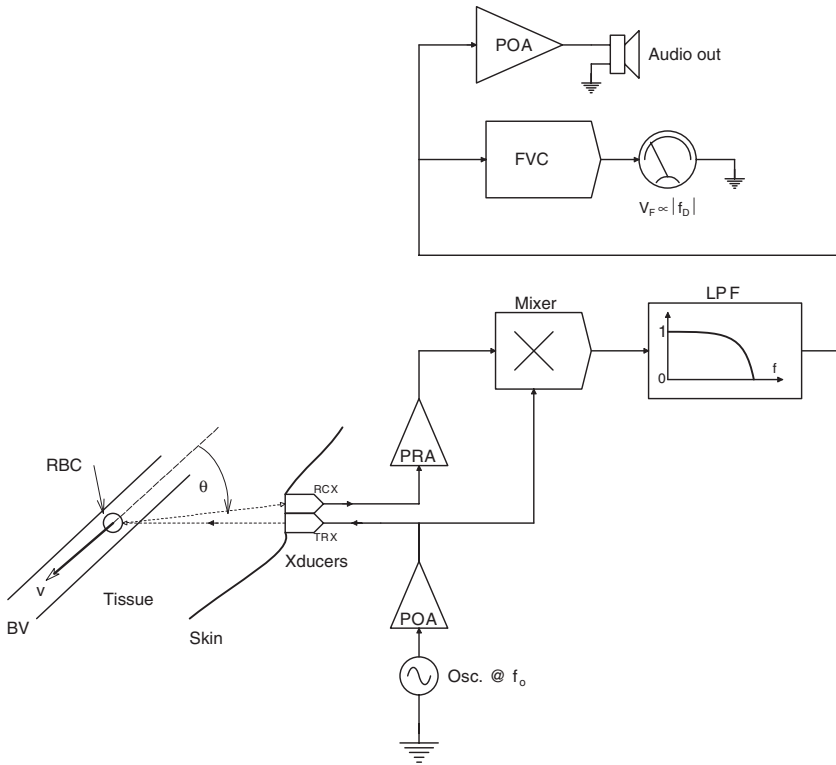 POA
Audio out
FVC
V_F ∝ |f_D|
Mixer
LPF
1
0
f
PRA
RBC
θ
RCX
TRX
Xducers
v
Tissue
BV
Skin
POA
Osc. @ f_o